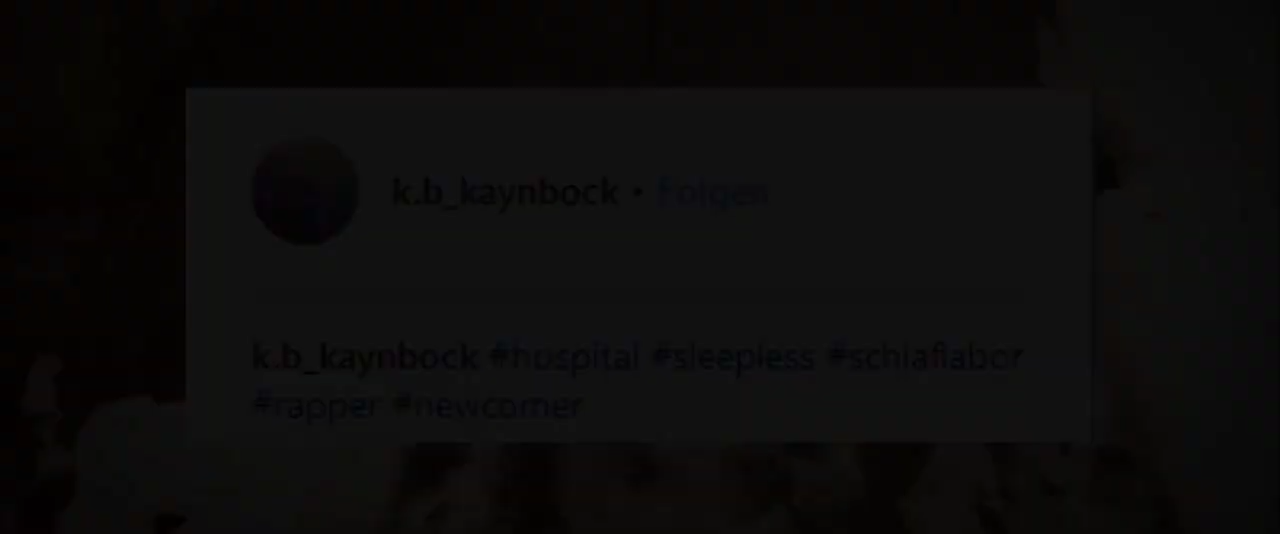 k.b_kaynbock • Folgen
k.b_kaynbock #hospital #sleepless #schlaflabor
#rapper #newcomer